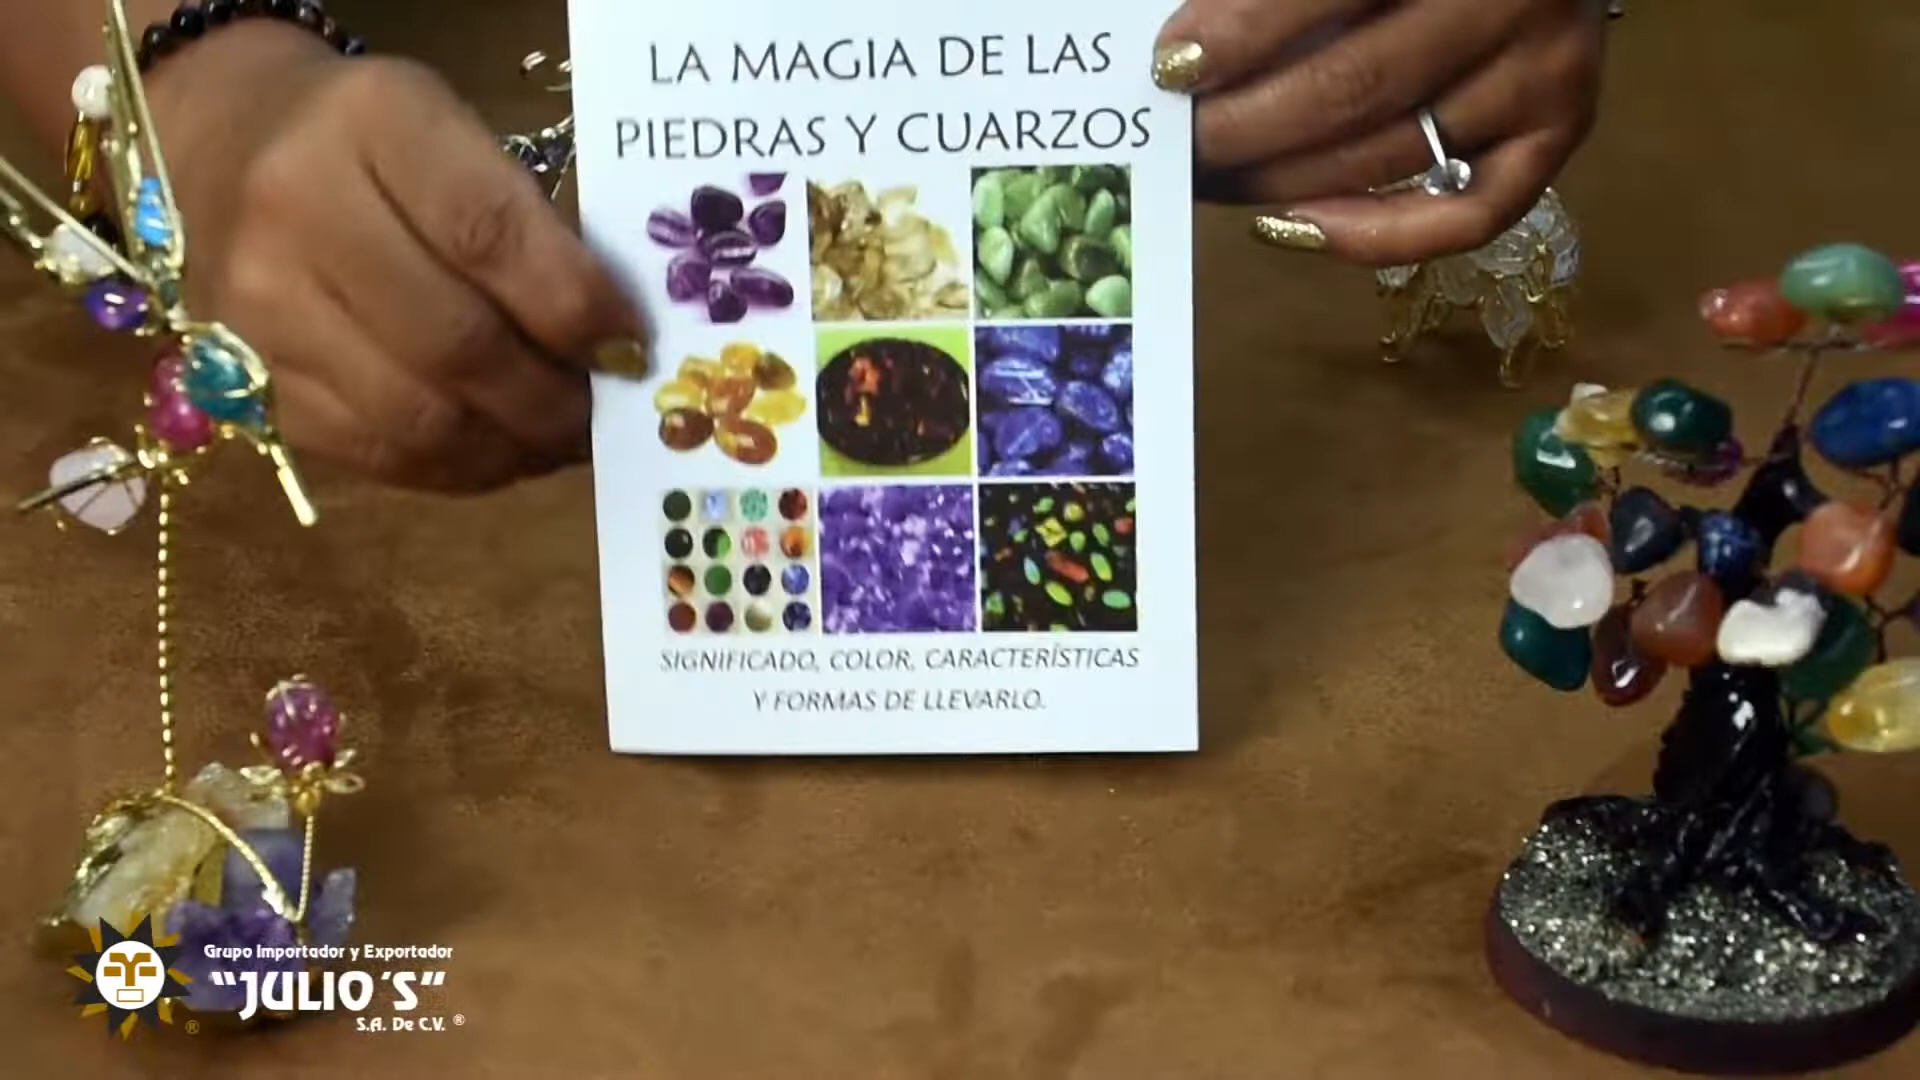 LA MAGIA DE LAS
PIEDRAS Y CUARZOS
SIGNIFICADO, COLOR, CARACTERÍSTICAS
Y FORMAS DE LLEVARLO.
Grupo Importador y Exportador
"JULIO´S"
S.A. De C.V. ®
®